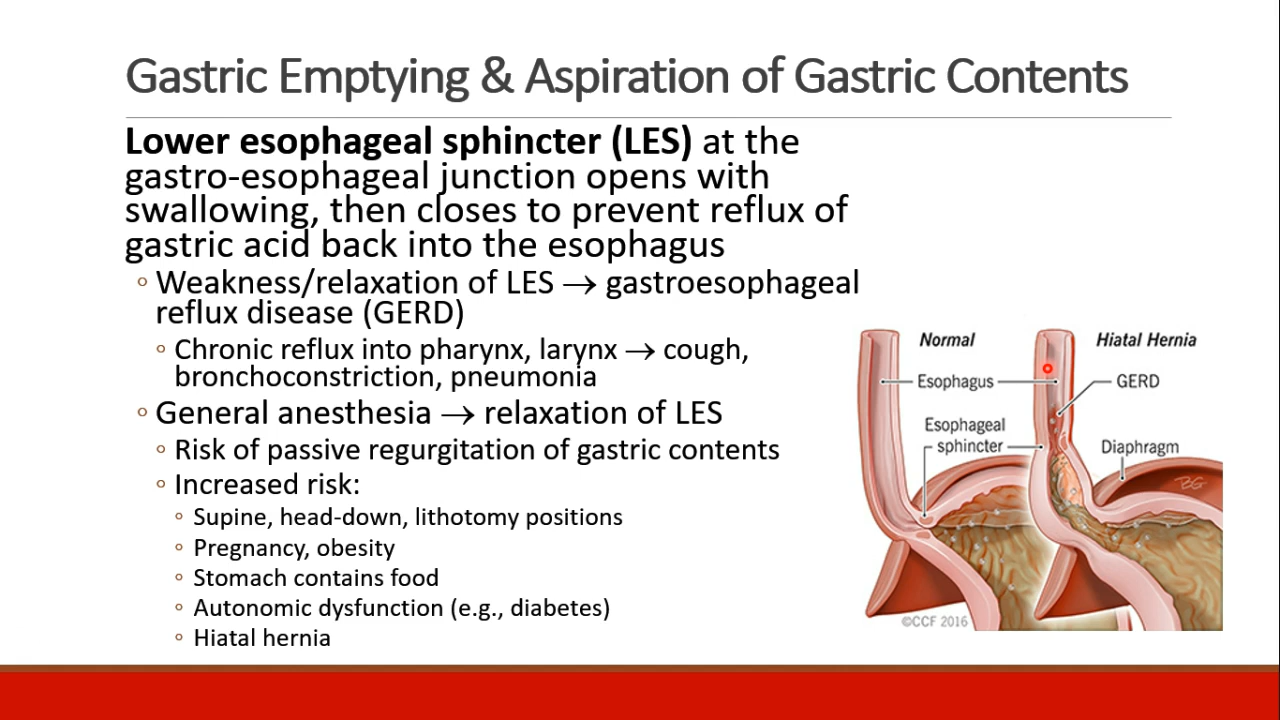 Gastric Emptying & Aspiration of Gastric Contents
Lower esophageal sphincter (LES) at the
gastro-esophageal junction opens with
swallowing, then closes to prevent reflux of
gastric acid back into the esophagus
◦ Weakness/relaxation of LES → gastroesophageal
reflux disease (GERD)
◦ Chronic reflux into pharynx, larynx → cough,
bronchoconstriction, pneumonia
◦ General anesthesia → relaxation of LES
◦ Risk of passive regurgitation of gastric contents
◦ Increased risk:
◦ Supine, head-down, lithotomy positions
◦ Pregnancy, obesity
◦ Stomach contains food
◦ Autonomic dysfunction (e.g., diabetes)
◦ Hiatal hernia
Normal
Hiatal Hernia
Esophagus
GERD
Esophageal
sphincter
Diaphragm
©CCF 2016